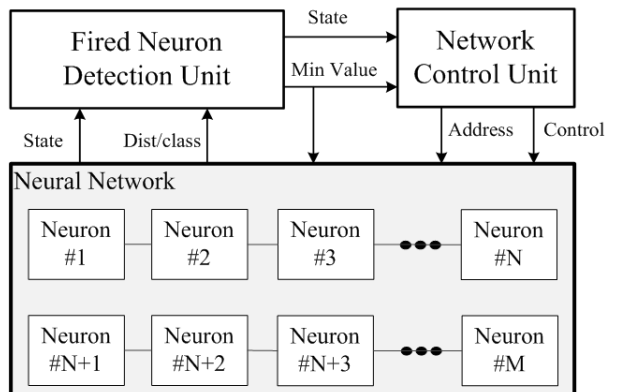 Fired Neuron
Detection Unit
State
Min Value
Network
Control Unit
State
Dist/class
Address
Control
Neural Network
Neuron
#1
Neuron
#2
Neuron
#3
Neuron
#N
Neuron
#N+1
Neuron
#N+2
Neuron
#N+3
Neuron
#M